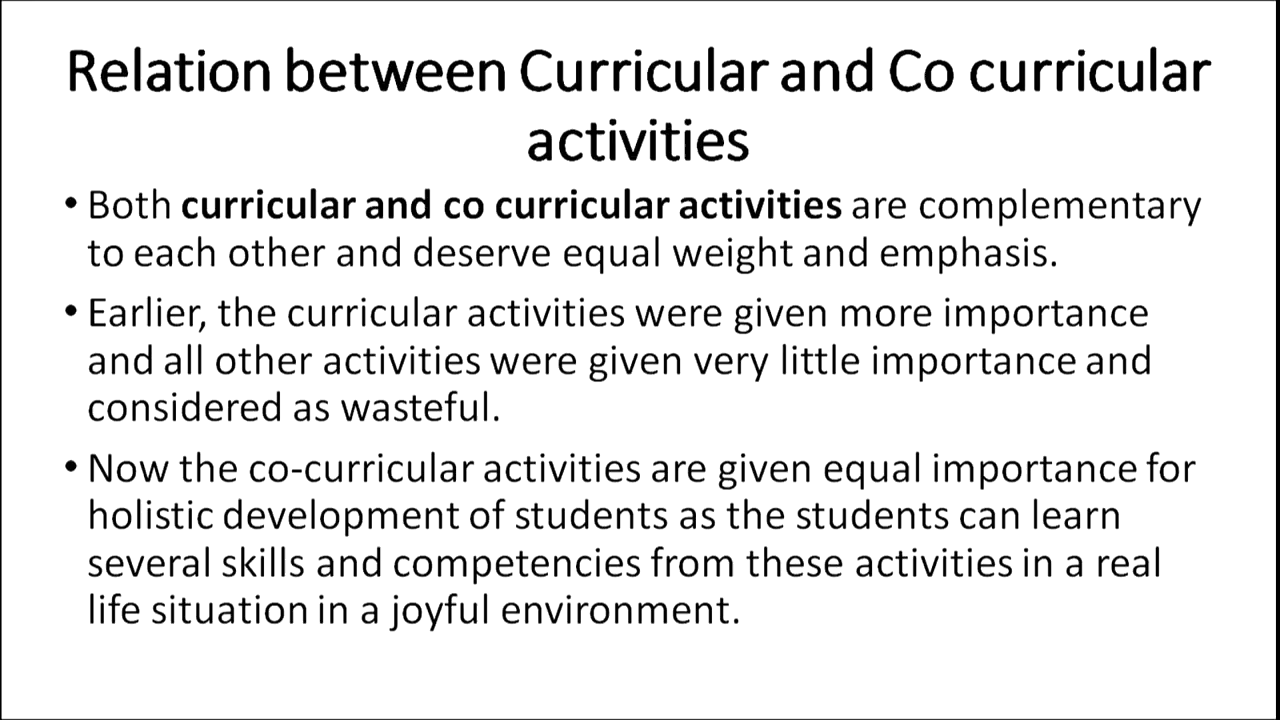 Relation between Curricular and Co curricular
activities
• Both curricular and co curricular activities are complementary
to each other and deserve equal weight and emphasis.
• Earlier, the curricular activities were given more importance
and all other activities were given very little importance and
considered as wasteful.
• Now the co-curricular activities are given equal importance for
holistic development of students as the students can learn
several skills and competencies from these activities in a real
life situation in a joyful environment.